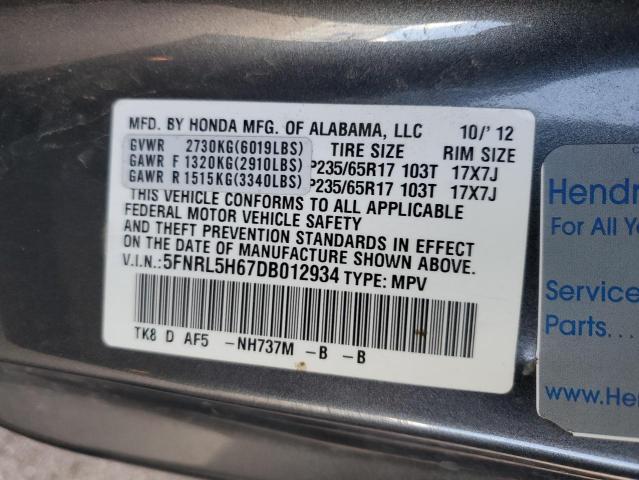 MFD. BY HONDA MFG. OF ALABAMA, LLC 10/'12
TIRE SIZE RIM SIZE
GVWR 2730KG(6019LBS)
GAWR F 1320KG(2910LBS) P235/65R17 103T 17X7J
GAWR R 1515KG(3340LBS) P235/65R17 103T 17X7J
THIS VEHICLE CONFORMS TO ALL APPLICABLE
FEDERAL MOTOR VEHICLE SAFETY
AND THEFT PREVENTION STANDARDS IN EFFECT
ON THE DATE OF MANUFACTURE SHOWN ABOVE.
V.I.N.: 5FNRL5H67DB012934 TYPE: MPV
TK8 D AF5 -NH737M -B -B
For All
Service
Parts...